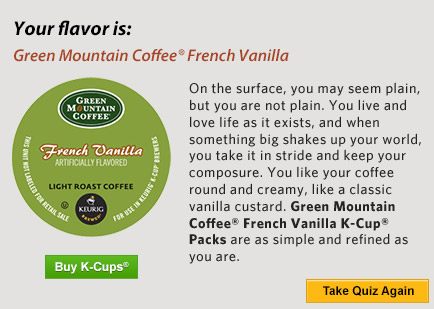 Your flavor is:
Green Mountain Coffee® French Vanilla
GREEN
MOUNTAIN
COFFEE®
French Vanilla
ARTIFICIALLY FLAVORED
LIGHT ROAST COFFEE
THIS UNIT NOT LABELED FOR RETAIL SALE
KEURIG
BREWED®
FOR USE IN KEURIG® K-CUP® BREWERS
On the surface, you may seem plain,
but you are not plain. You live and
love life as it exists, and when
something big shakes up your world,
you take it in stride and keep your
composure. You like your coffee
round and creamy, like a classic
vanilla custard. Green Mountain
Coffee® French Vanilla K-Cup®
Packs are as simple and refined as
you are.
Buy K-Cups®
Take Quiz Again